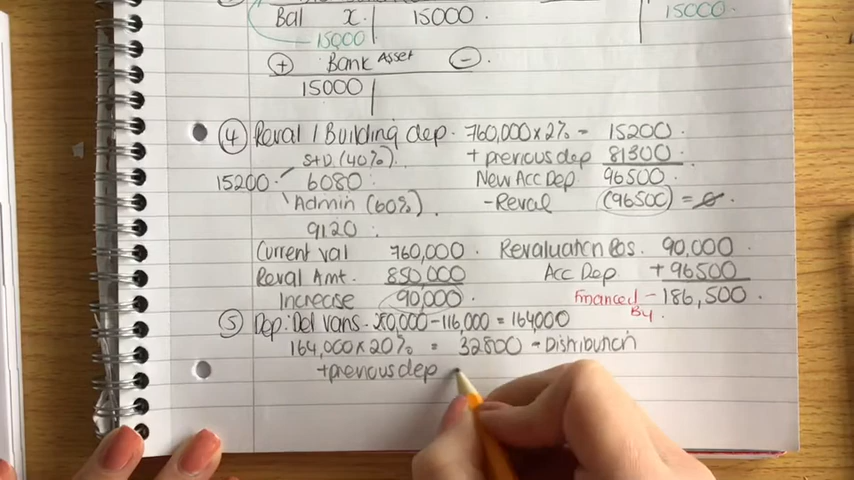 Bal x 15000. 15000.
15000
+ Bank Asset -.
15000
④ Reval / Building dep. 760,000 x 2% = 15200.
S+D. (40%). + previous dep 81300.
15200. 6080. New Acc Dep 96500.
Admin (60%). - Reval (96500) = 0.
9120.
Current val 760,000. Revaluation Res. 90,000
Reval Amt. 850,000 Acc Dep + 96500
Increase 90,000. Financed By. - 186,500.
⑤ Dep: Del vans. 280,000 - 116,000 = 164000
164,000 x 20% = 32800 - Distribution
+ previous dep